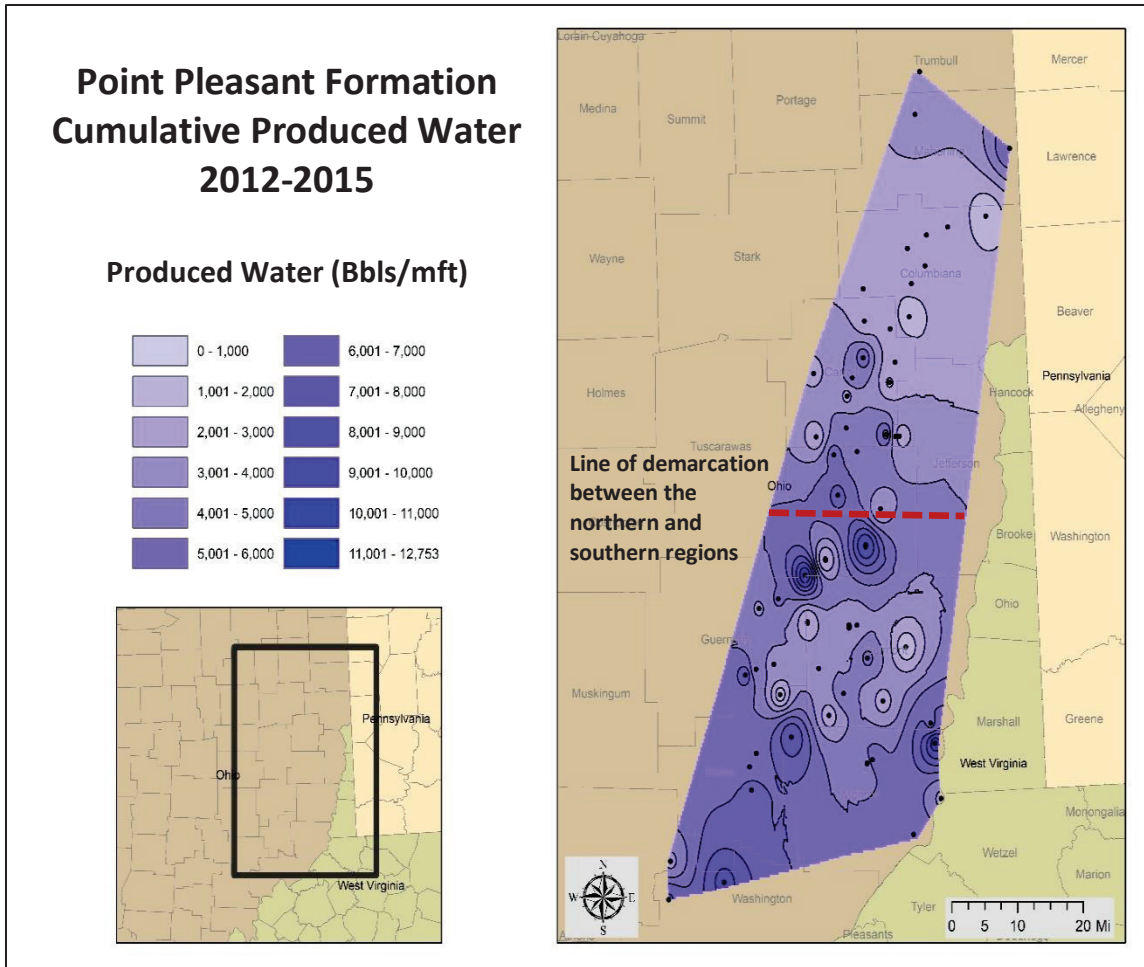 Point Pleasant Formation
Cumulative Produced Water
2012-2015
Produced Water (Bbls/mft)
0 - 1,000
1,001 - 2,000
2,001 - 3,000
3,001 - 4,000
4,001 - 5,000
5,001 - 6,000
6,001 - 7,000
7,001 - 8,000
8,001 - 9,000
9,001 - 10,000
10,001 - 11,000
11,001 - 12,753
Pennsylvania
Ohio
West Virginia
Lorain Cuyahoga
Trumbull
Mercer
Medina
Summit
Portage
Mahoning
Lawrence
Wayne
Stark
Columbiana
Beaver
Pennsylvania
Holmes
Hancock
Allegheny
Tuscarawas
Jefferson
Line of demarcation
between the
northern and
southern regions
Ohio
Brooke
Washington
Ohio
Muskingum
Marshall
Greene
West Virginia
Monongalia
Wetzel
Marion
Washington
Tyler
Pleasants
N
W
E
S
0 5 10 20 Mi